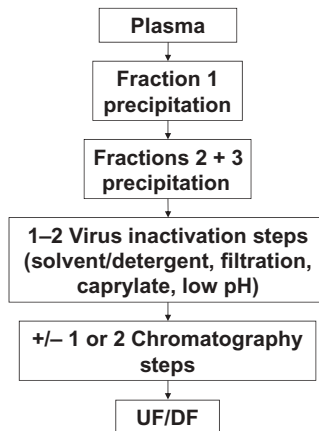 Plasma
Fraction 1
precipitation
Fractions 2 + 3
precipitation
1–2 Virus inactivation steps
(solvent/detergent, filtration,
caprylate, low pH)
+/– 1 or 2 Chromatography
steps
UF/DF